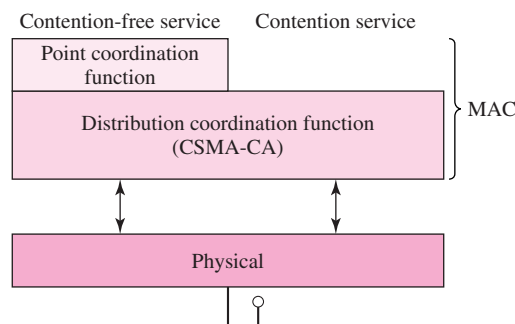 Contention-free service
Contention service
Point coordination
function
MAC
Distribution coordination function
(CSMA-CA)
Physical